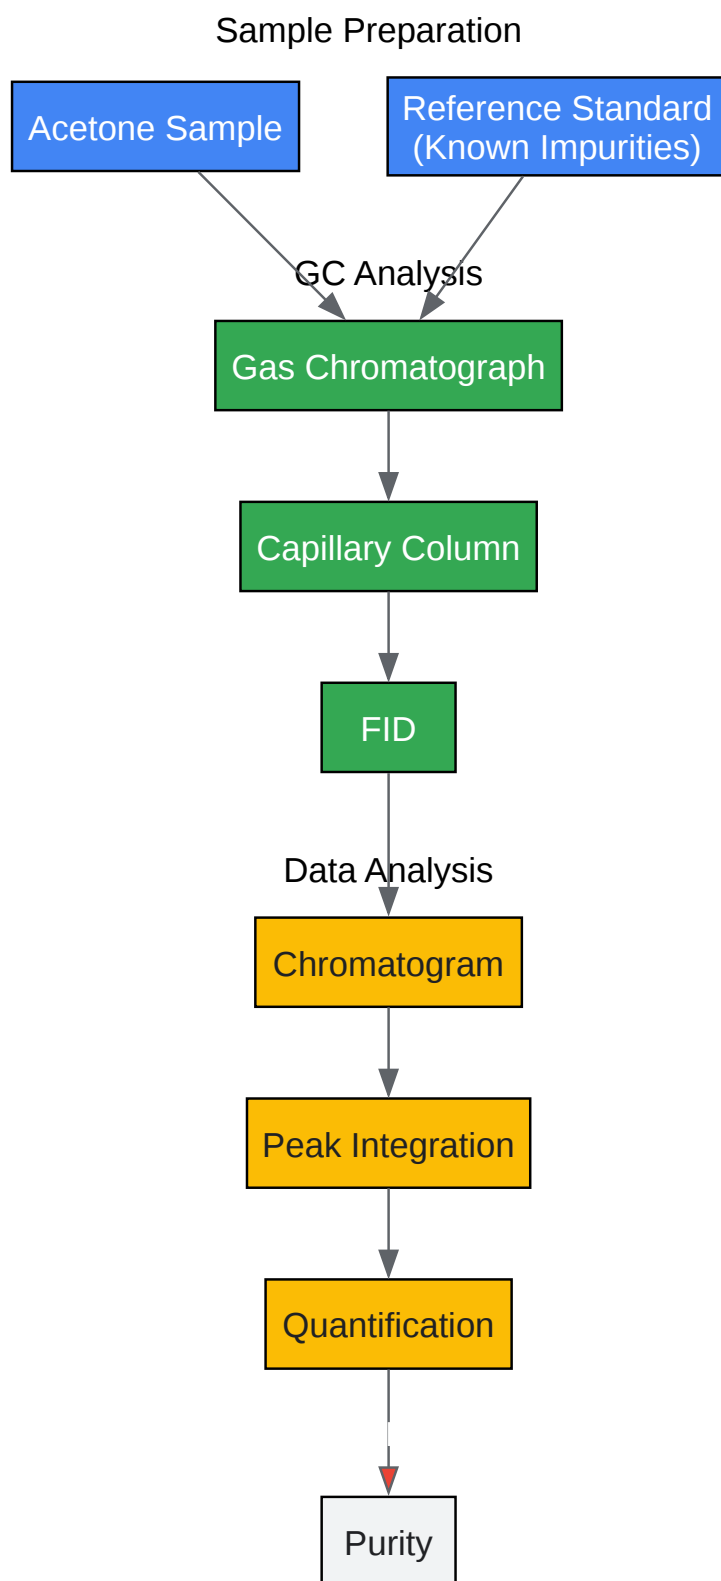 Sample Preparation
Acetone Sample
Reference Standard
(Known Impurities)
GC Analysis
Gas Chromatograph
Capillary Column
FID
Data Analysis
Chromatogram
Peak Integration
Quantification
Purity